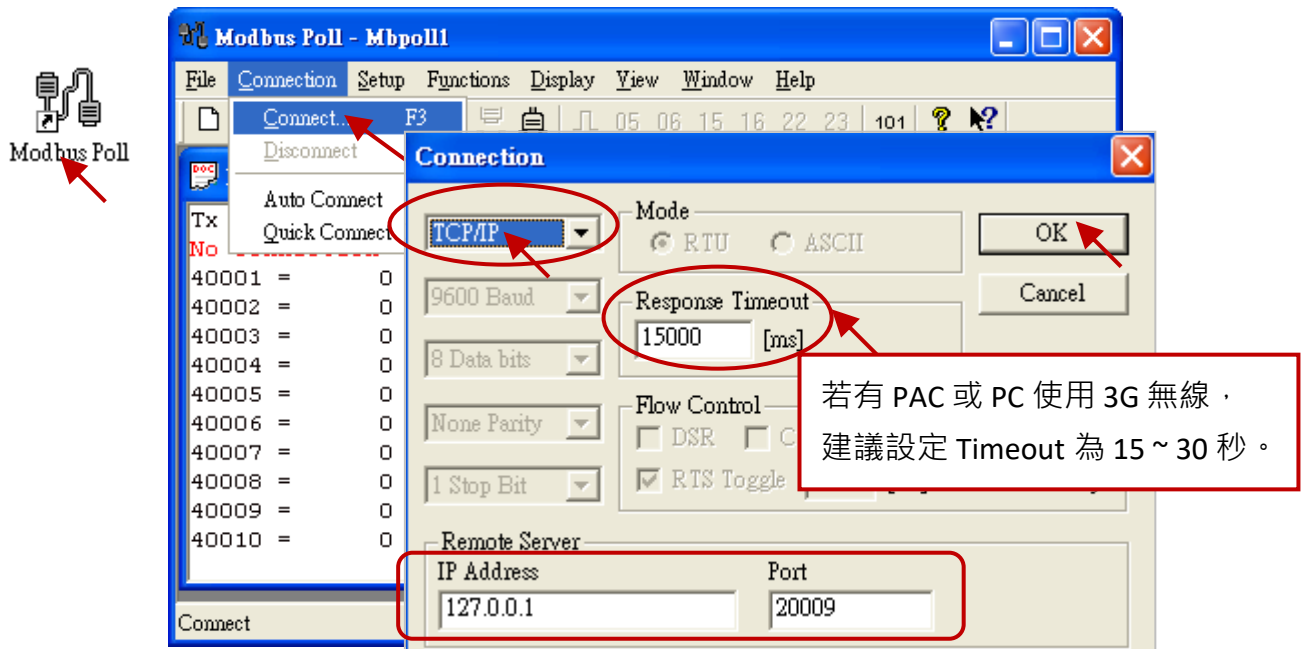 Modbus Poll
Modbus Poll - Mbpoll1
File Connection Setup Functions Display View Window Help
Connect... F3
05 06 15 16 22 23 101
Disconnect
Auto Connect
Quick Connect
Tx
No Connection
40001 = 0
40002 = 0
40003 = 0
40004 = 0
40005 = 0
40006 = 0
40007 = 0
40008 = 0
40009 = 0
40010 = 0
Connect
Connection
TCP/IP
9600 Baud
8 Data bits
None Parity
1 Stop Bit
Mode
RTU ASCII
Response Timeout
15000 [ms]
Flow Control
DSR C
RTS Toggle
OK
Cancel
若有 PAC 或 PC 使用 3G 無線，
建議設定 Timeout 為 15 ~ 30 秒。
Remote Server
IP Address Port
127.0.0.1 20009